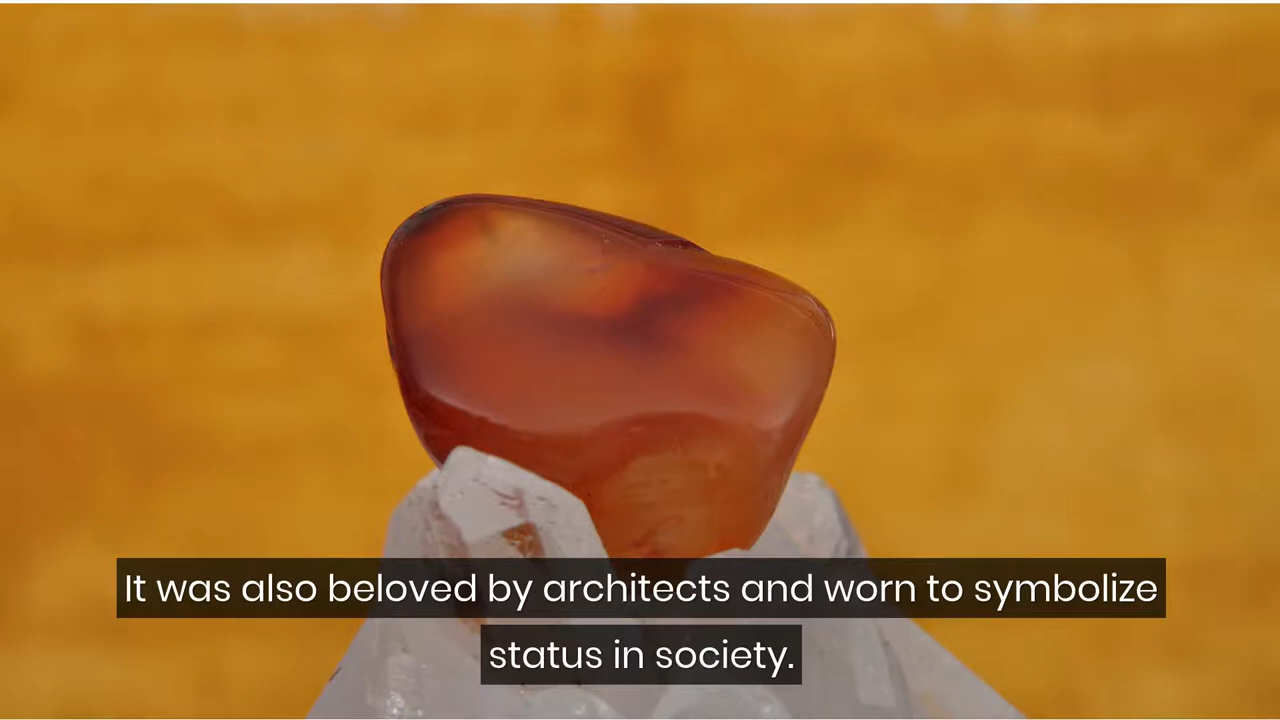 It was also beloved by architects and worn to symbolize
status in society.